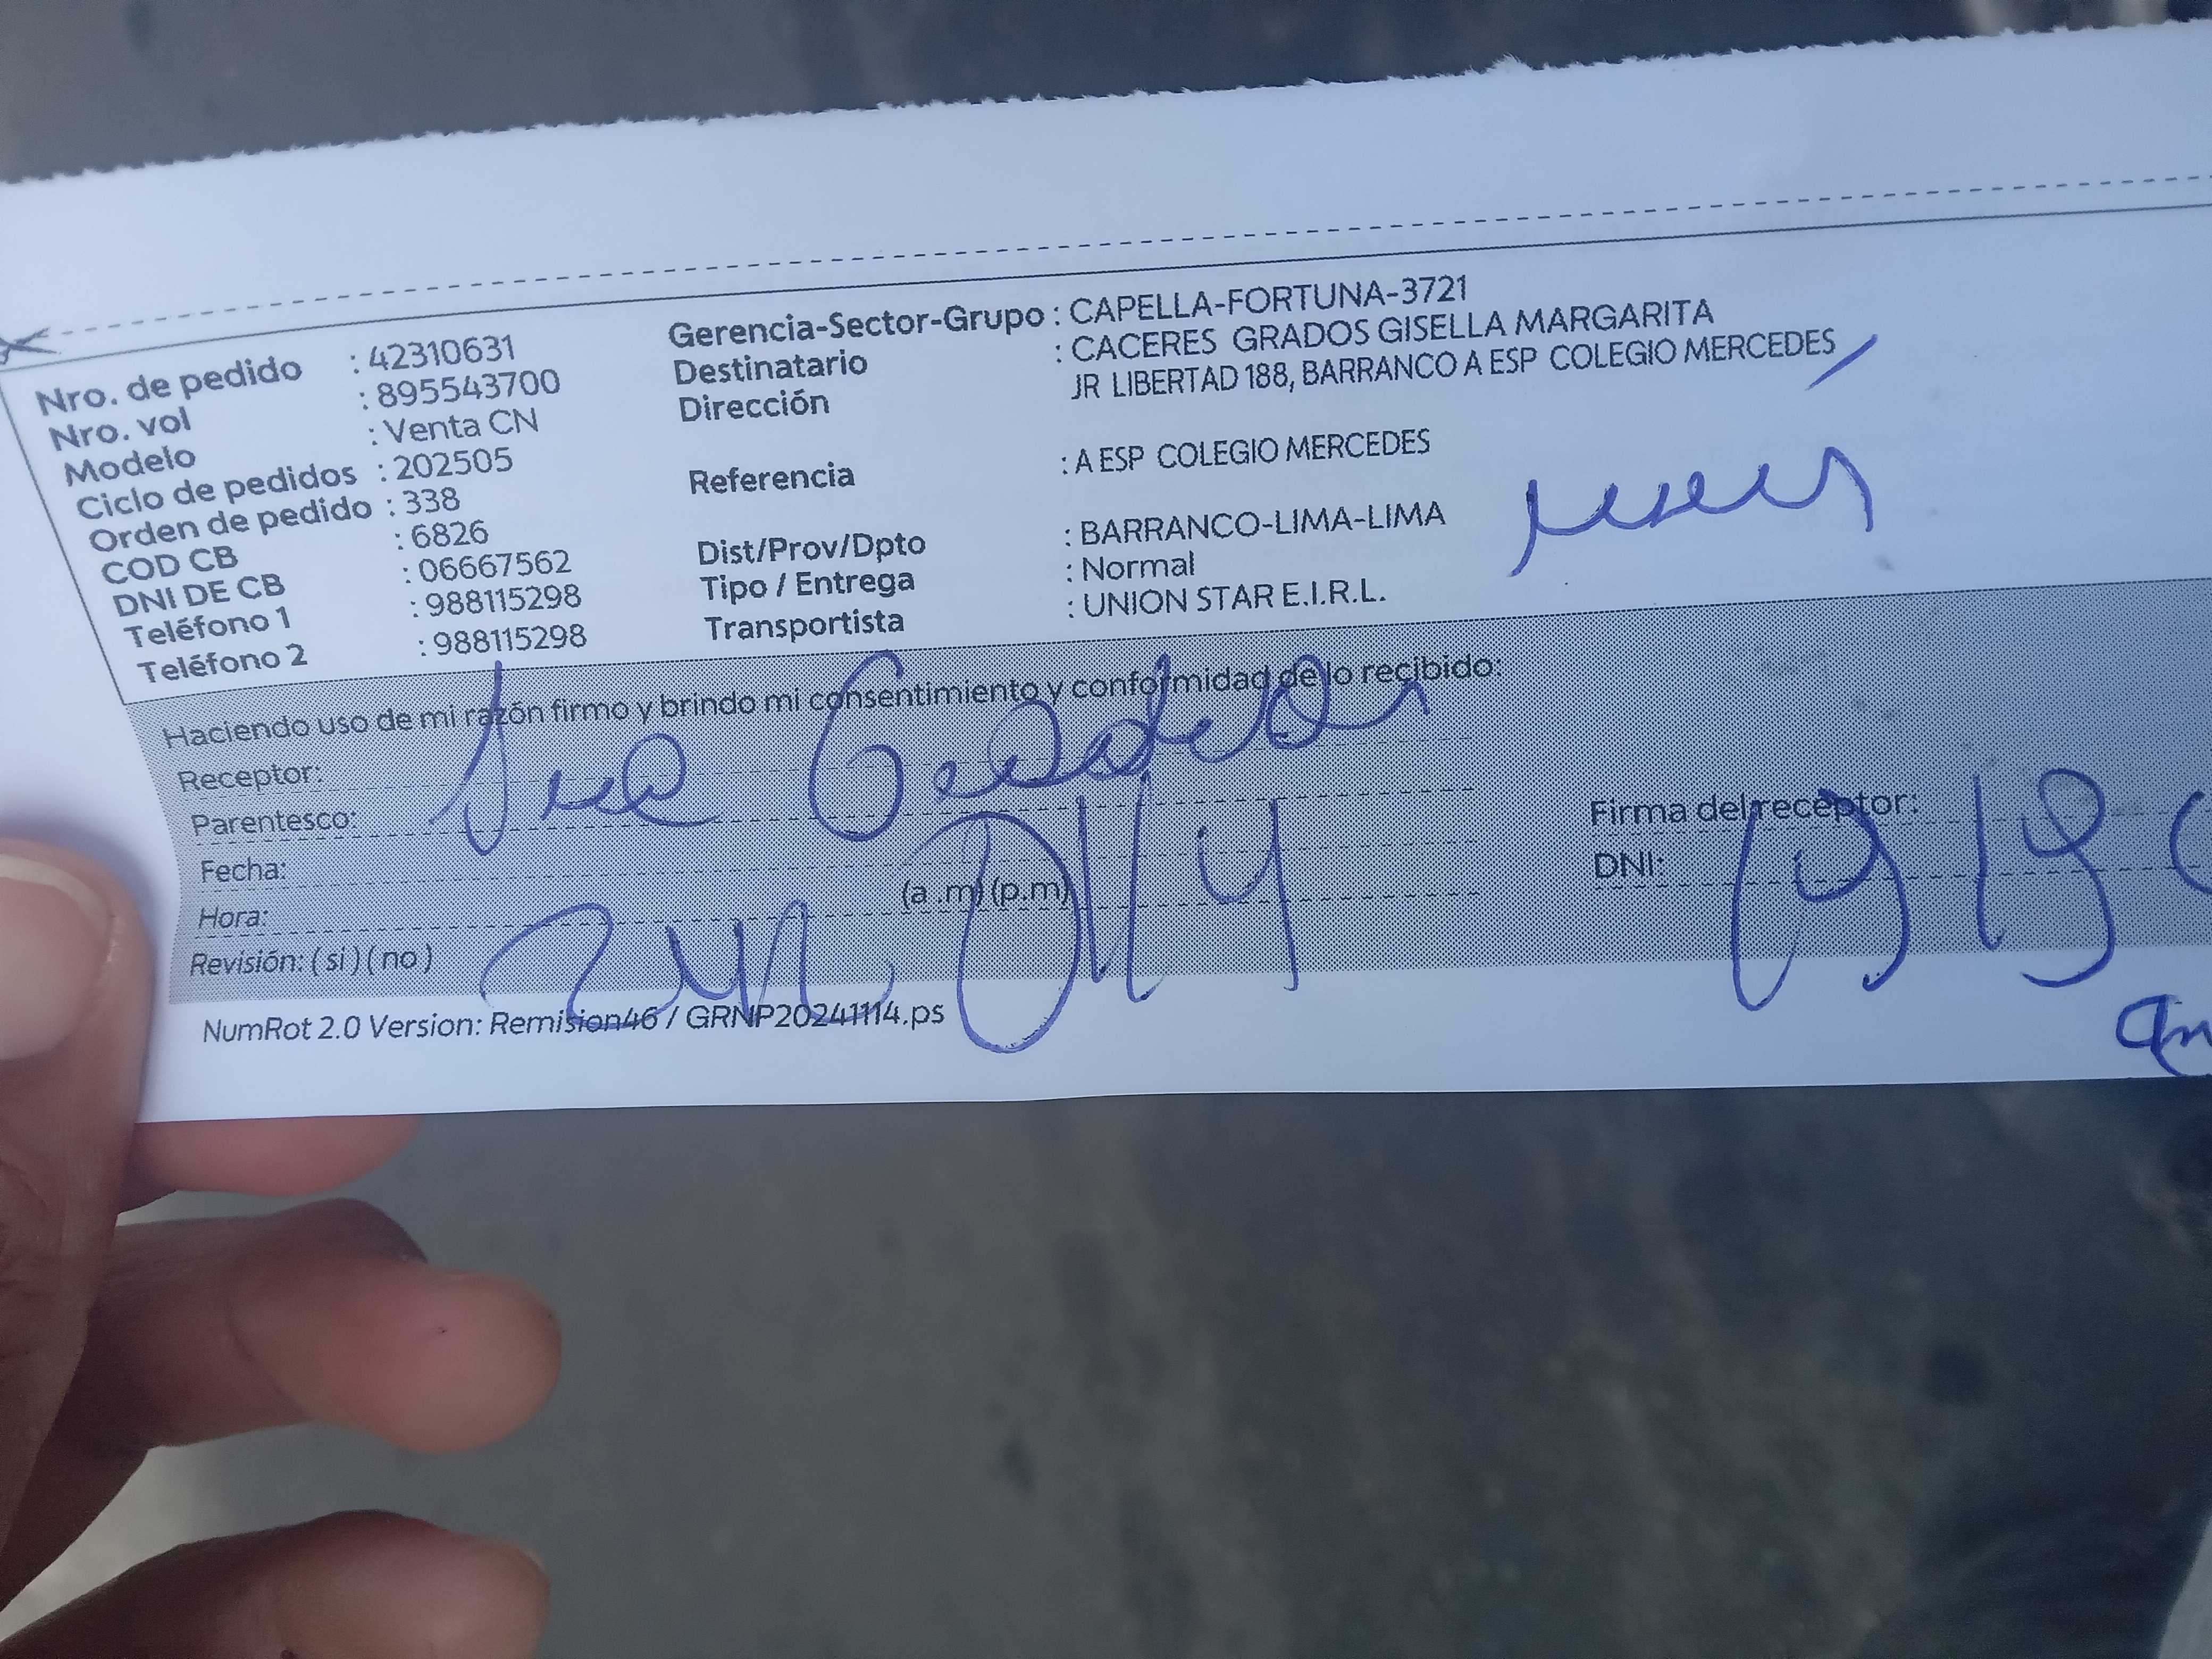 Nro. de pedido : 42310631
Nro. vol : 895543700
Modelo : Venta CN
Ciclo de pedidos : 202505
Orden de pedido : 338
COD CB : 6826
DNI DE CB : 06667562
Teléfono 1 : 988115298
Teléfono 2 : 988115298
Gerencia-Sector-Grupo : CAPELLA-FORTUNA-3721
Destinatario : CACERES GRADOS GISELLA MARGARITA
Dirección JR LIBERTAD 188, BARRANCO A ESP COLEGIO MERCEDES
Referencia : A ESP COLEGIO MERCEDES
Dist/Prov/Dpto : BARRANCO-LIMA-LIMA
Tipo / Entrega : Normal
Transportista : UNION STAR E.I.R.L.
Haciendo uso de mi razón firmo y brindo mi consentimiento y conformidad de lo recibido:
Receptor:
Parentesco:
Fecha:
Hora: (a .m) (p.m)
Revisión: ( si ) ( no )
Firma del receptor:
DNI:
NumRot 2.0 Version: Remision46 / GRNP20241114.ps